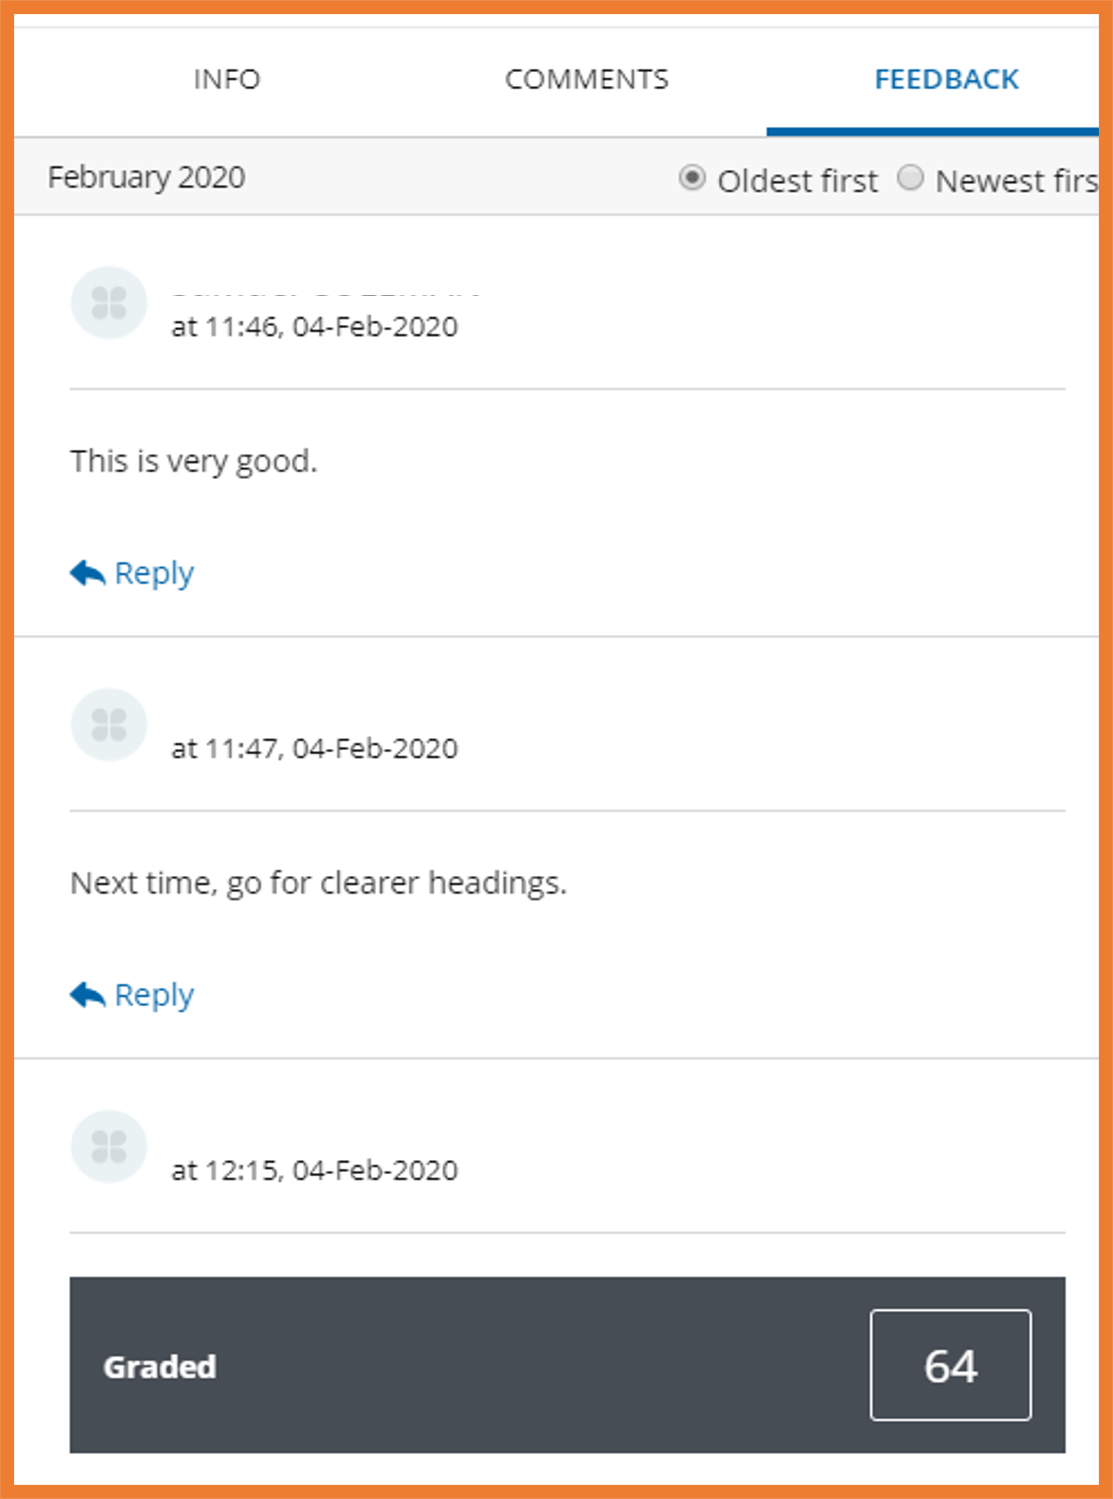 INFO COMMENTS FEEDBACK
February 2020 Oldest first Newest firs
at 11:46, 04-Feb-2020
This is very good.
Reply
at 11:47, 04-Feb-2020
Next time, go for clearer headings.
Reply
at 12:15, 04-Feb-2020
Graded 64